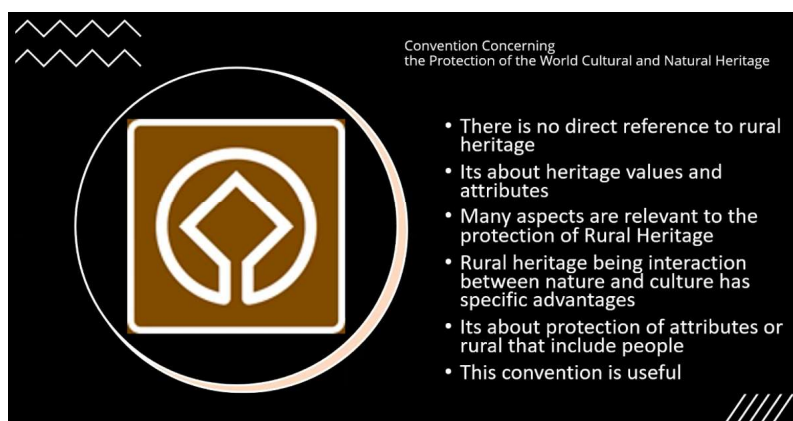 Convention Concerning
the Protection of the World Cultural and Natural Heritage
• There is no direct reference to rural
heritage
• Its about heritage values and
attributes
• Many aspects are relevant to the
protection of Rural Heritage
• Rural heritage being interaction
between nature and culture has
specific advantages
• Its about protection of attributes or
rural that include people
• This convention is useful